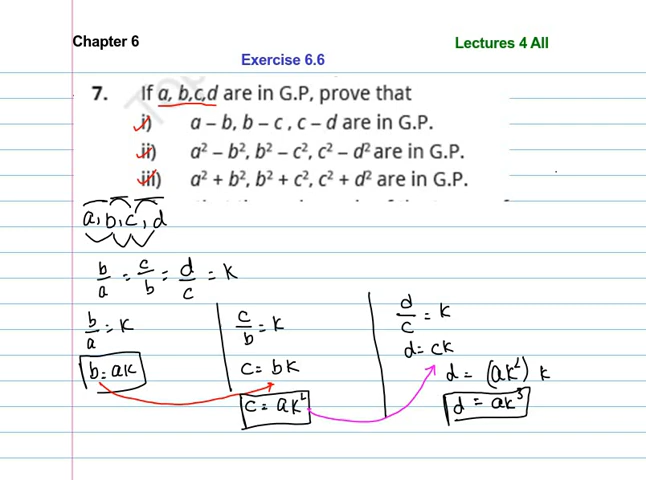 Chapter 6
Lectures 4 All
Exercise 6.6
7. If a, b,c,d are in G.P, prove that
i) a – b, b – c , c – d are in G.P.
ii) a² – b², b² – c², c² – d² are in G.P.
iii) a² + b², b² + c², c² + d² are in G.P.
a, b, c, d
b/a = c/b = d/c = k
b/a = k
b = ak
c/b = k
c = bk
c = ak²
d/c = k
d = ck
d = (ak²) k
d = ak³